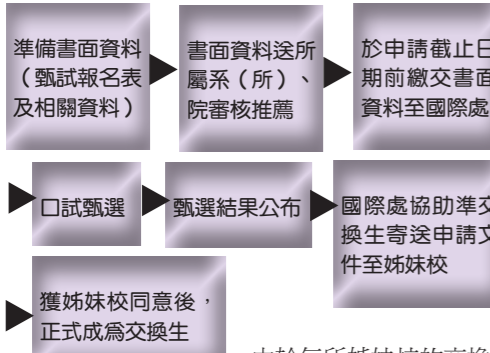 準備書面資料
（甄試報名表
及相關資料）
書面資料送所
屬系（所）、
院審核推薦
於申請截止日
期前繳交書面
資料至國際處
口試甄選
甄選結果公布
國際處協助準交
換生寄送申請文
件至姊妹校
獲姊妹校同意後，
正式成為交換生